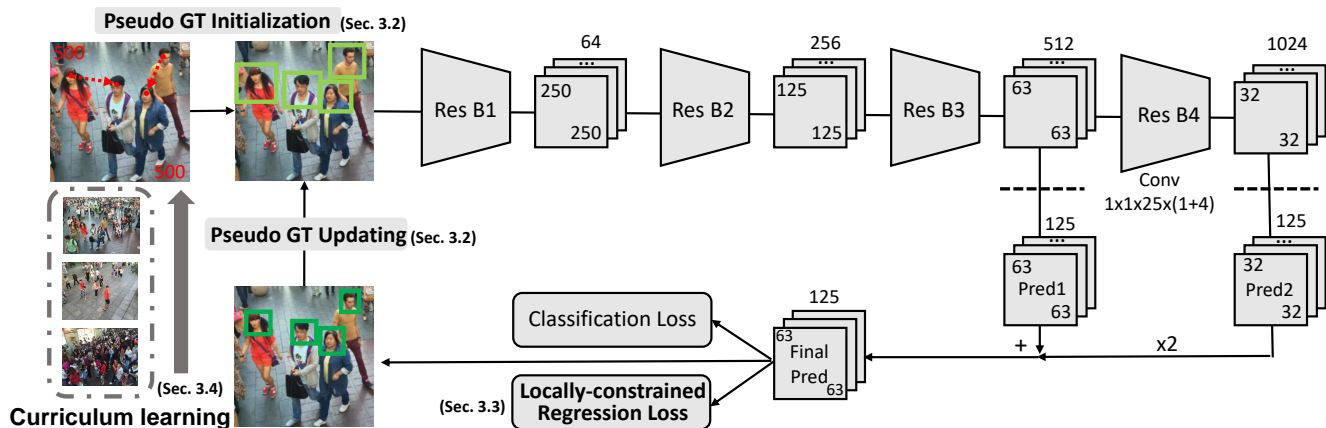 Pseudo GT Initialization (Sec. 3.2)
500
500
Res B1
64
...
250
250
Res B2
256
...
125
125
Res B3
512
...
63
63
Res B4
1024
...
32
32
Conv
1x1x25x(1+4)
Pseudo GT Updating (Sec. 3.2)
125
...
63
Pred1
63
125
...
32
Pred2
32
+
x2
125
63
Final
Pred
63
Classification Loss
(Sec. 3.3)
Locally-constrained
Regression Loss
(Sec. 3.4)
Curriculum learning